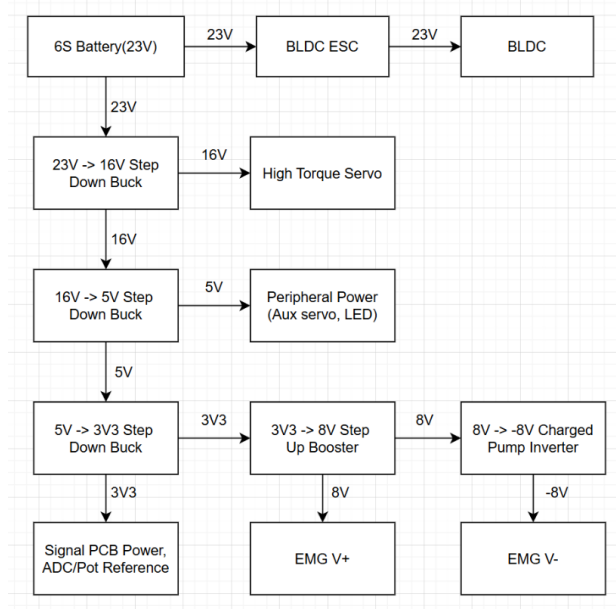 6S Battery(23V)
23V
BLDC ESC
23V
BLDC
23V
23V -> 16V Step
Down Buck
16V
High Torque Servo
16V
16V -> 5V Step
Down Buck
5V
Peripheral Power
(Aux servo, LED)
5V
5V -> 3V3 Step
Down Buck
3V3
3V3 -> 8V Step
Up Booster
8V
8V -> -8V Charged
Pump Inverter
3V3
8V
-8V
Signal PCB Power,
ADC/Pot Reference
EMG V+
EMG V-